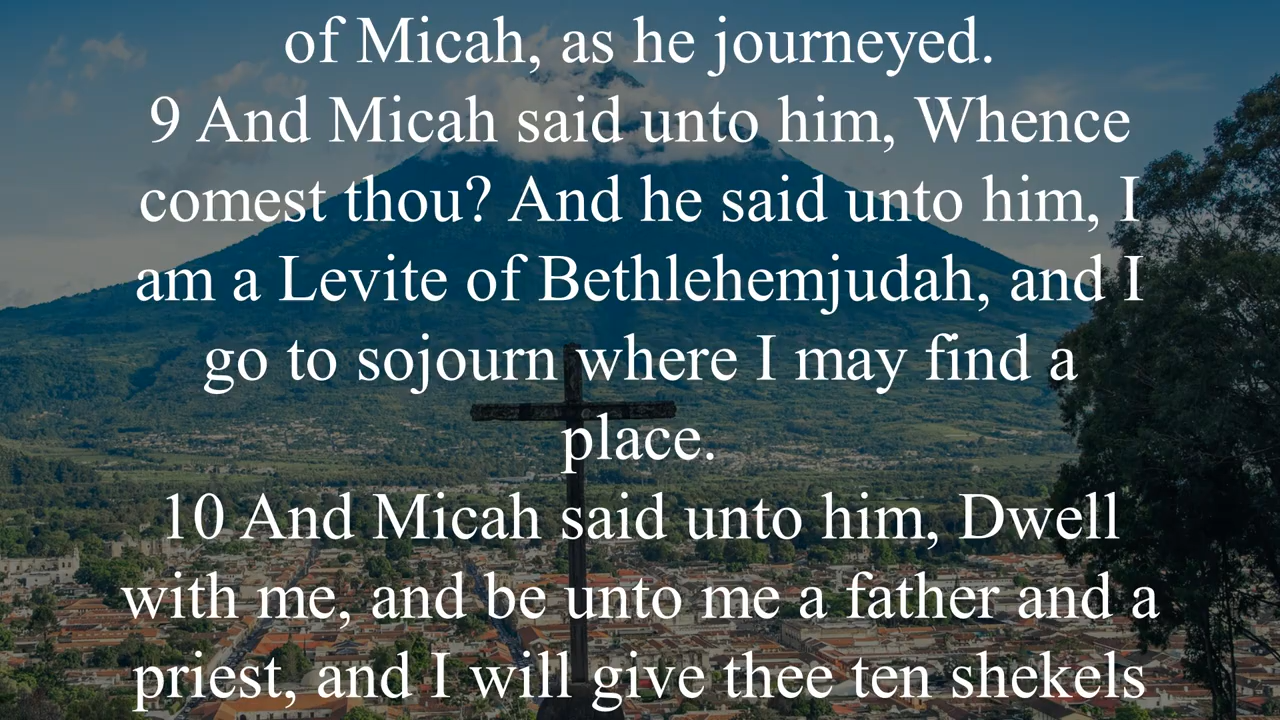 of Micah, as he journeyed.
9 And Micah said unto him, Whence
comest thou? And he said unto him, I
am a Levite of Bethlehemjudah, and I
go to sojourn where I may find a
place.
10 And Micah said unto him, Dwell
with me, and be unto me a father and a
priest, and I will give thee ten shekels